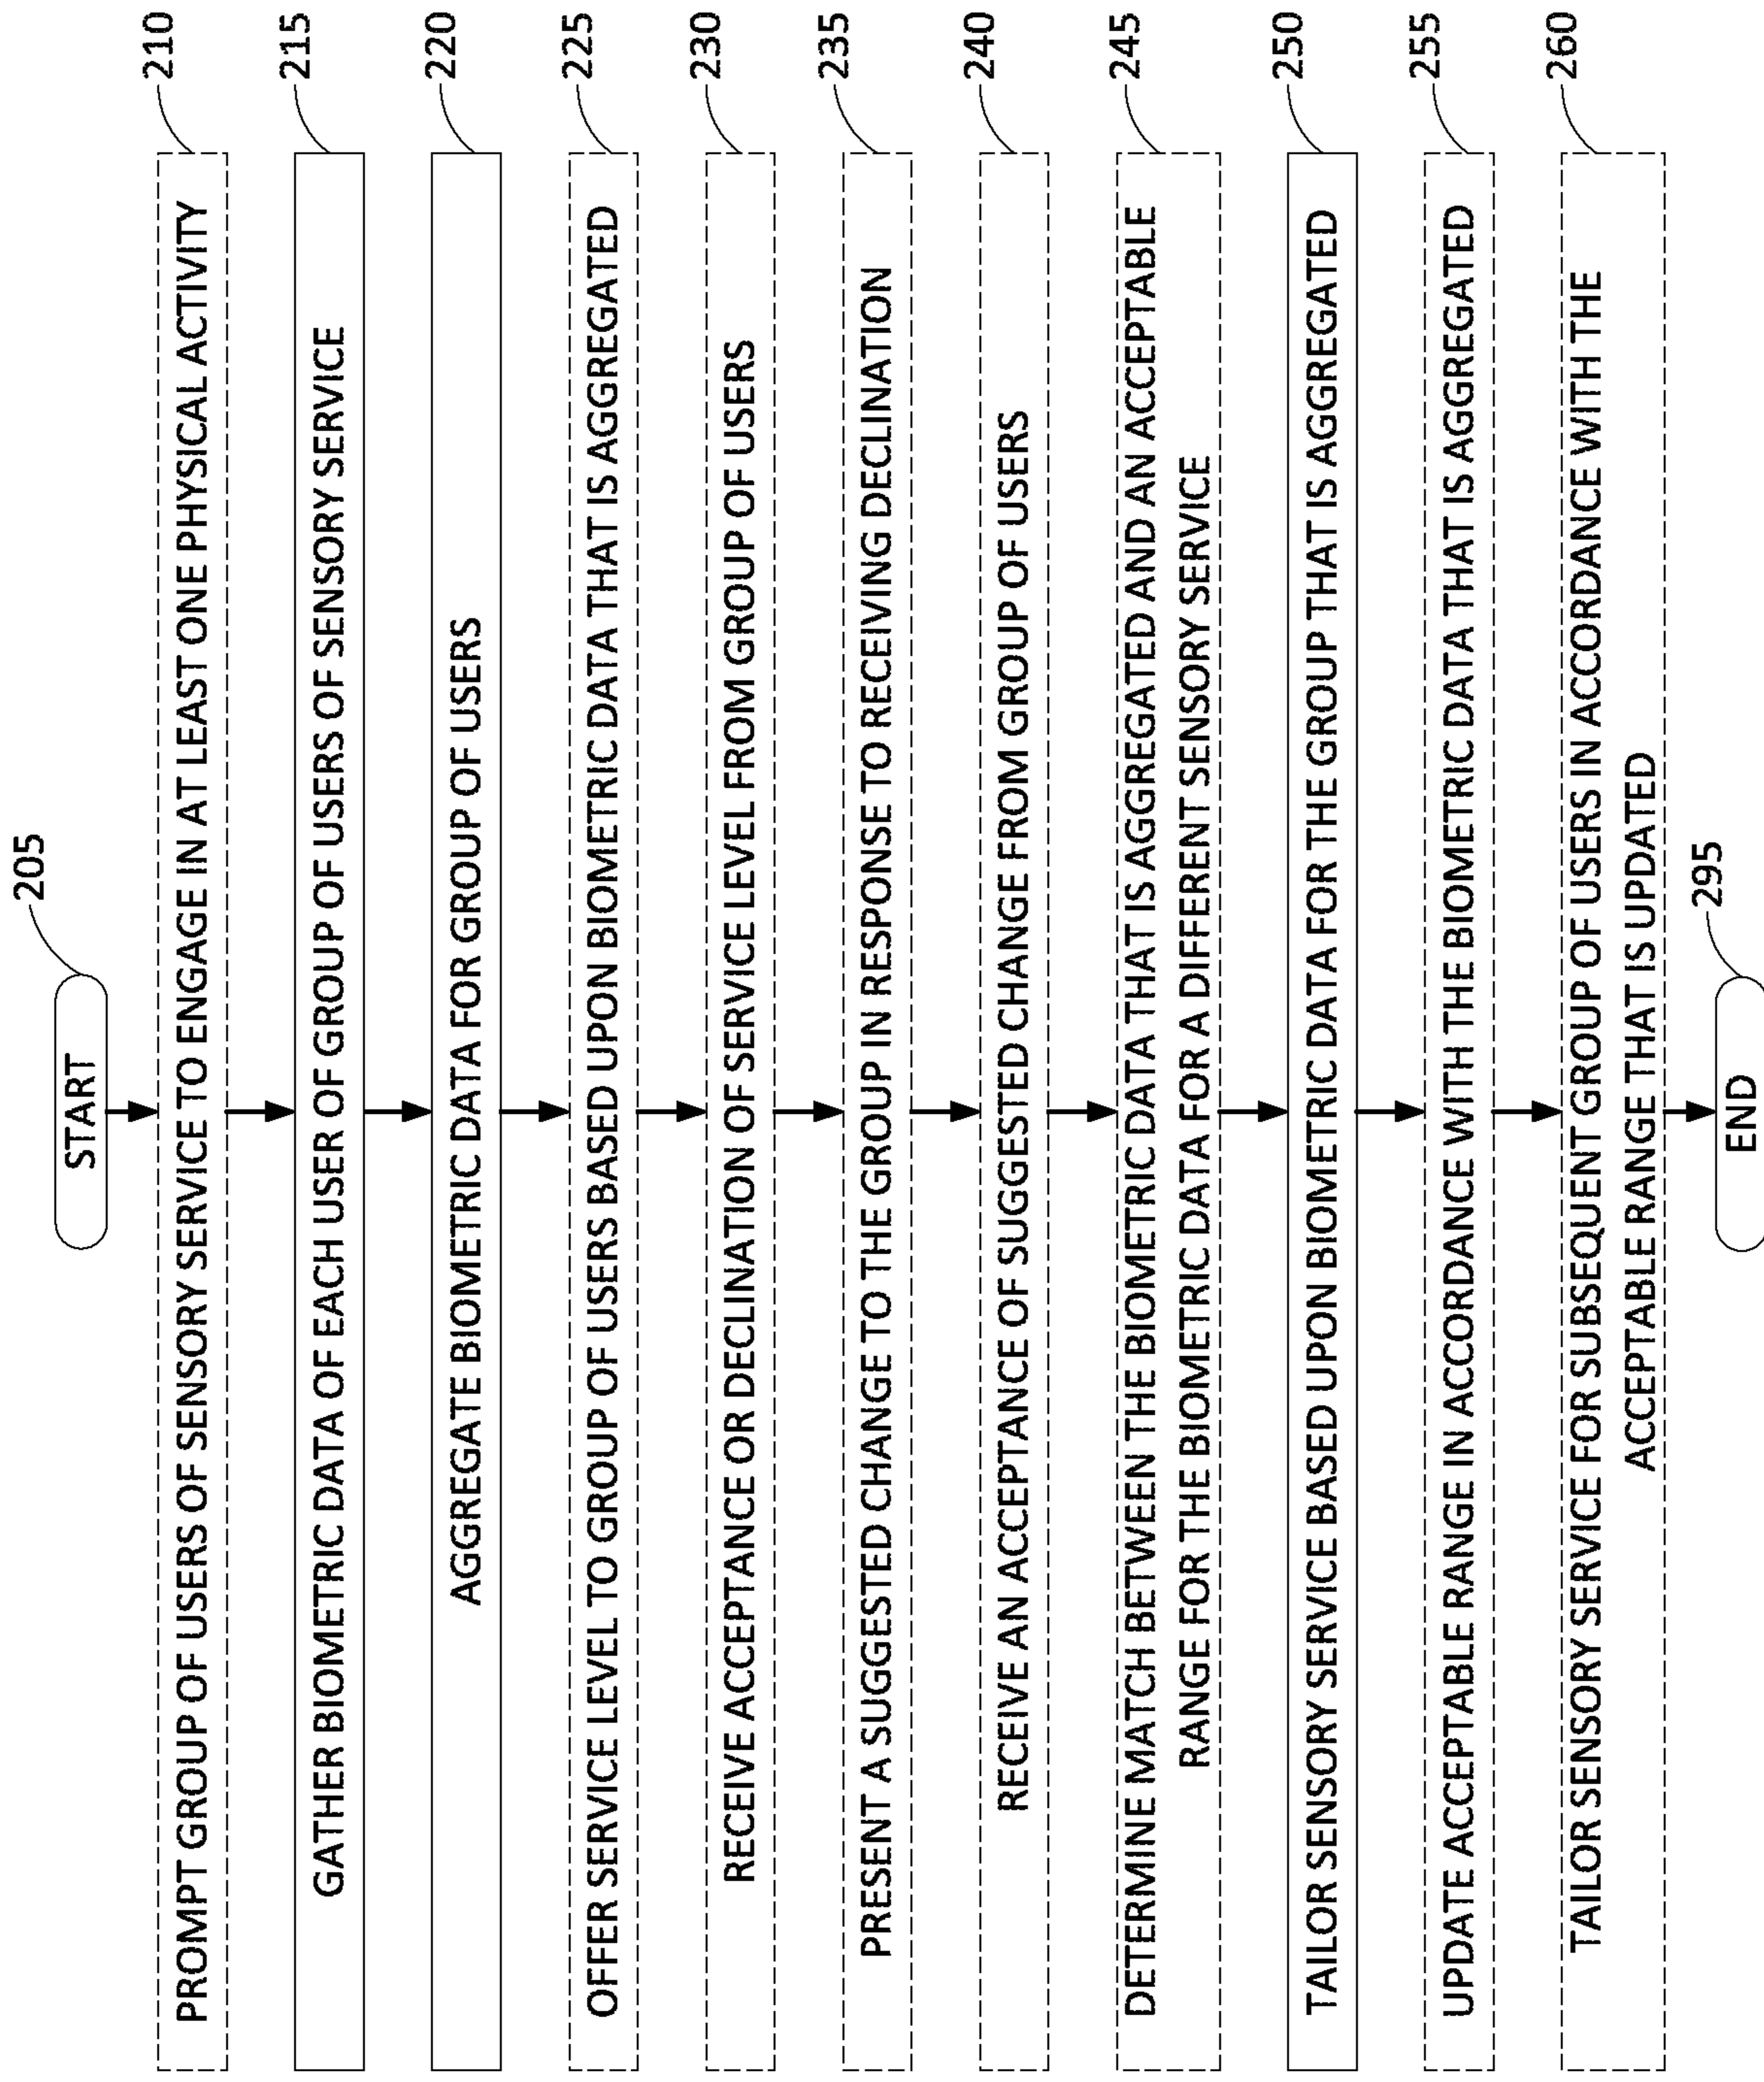 205
START
210
PROMPT GROUP OF USERS OF SENSORY SERVICE TO ENGAGE IN AT LEAST ONE PHYSICAL ACTIVITY
215
GATHER BIOMETRIC DATA OF EACH USER OF GROUP OF USERS OF SENSORY SERVICE
220
AGGREGATE BIOMETRIC DATA FOR GROUP OF USERS
225
OFFER SERVICE LEVEL TO GROUP OF USERS BASED UPON BIOMETRIC DATA THAT IS AGGREGATED
230
RECEIVE ACCEPTANCE OR DECLINATION OF SERVICE LEVEL FROM GROUP OF USERS
235
PRESENT A SUGGESTED CHANGE TO THE GROUP IN RESPONSE TO RECEIVING DECLINATION
240
RECEIVE AN ACCEPTANCE OF SUGGESTED CHANGE FROM GROUP OF USERS
245
DETERMINE MATCH BETWEEN THE BIOMETRIC DATA THAT IS AGGREGATED AND AN ACCEPTABLE
RANGE FOR THE BIOMETRIC DATA FOR A DIFFERENT SENSORY SERVICE
250
TAILOR SENSORY SERVICE BASED UPON BIOMETRIC DATA FOR THE GROUP THAT IS AGGREGATED
255
UPDATE ACCEPTABLE RANGE IN ACCORDANCE WITH THE BIOMETRIC DATA THAT IS AGGREGATED
260
TAILOR SENSORY SERVICE FOR SUBSEQUENT GROUP OF USERS IN ACCORDANCE WITH THE
ACCEPTABLE RANGE THAT IS UPDATED
295
END